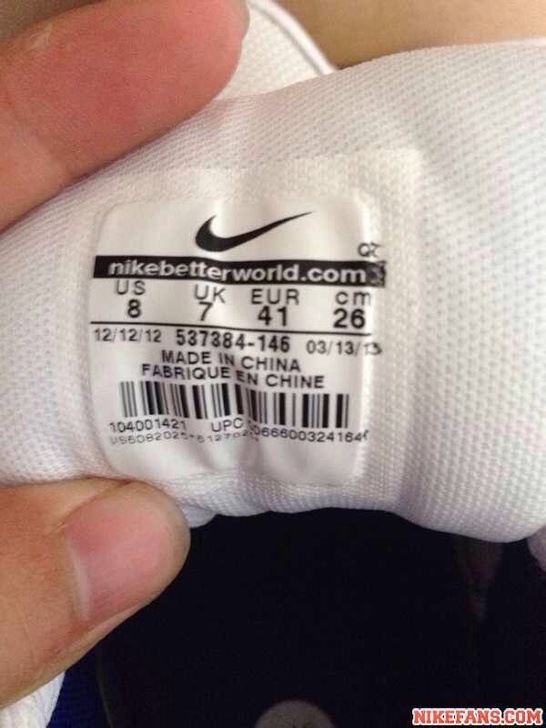 QZ
nikebetterworld.com
US UK EUR cm
8 7 41 26
12/12/12 537384-146 03/13/13
MADE IN CHINA
FABRIQUE EN CHINE
104001421 UPC
NIKEFANS.COM